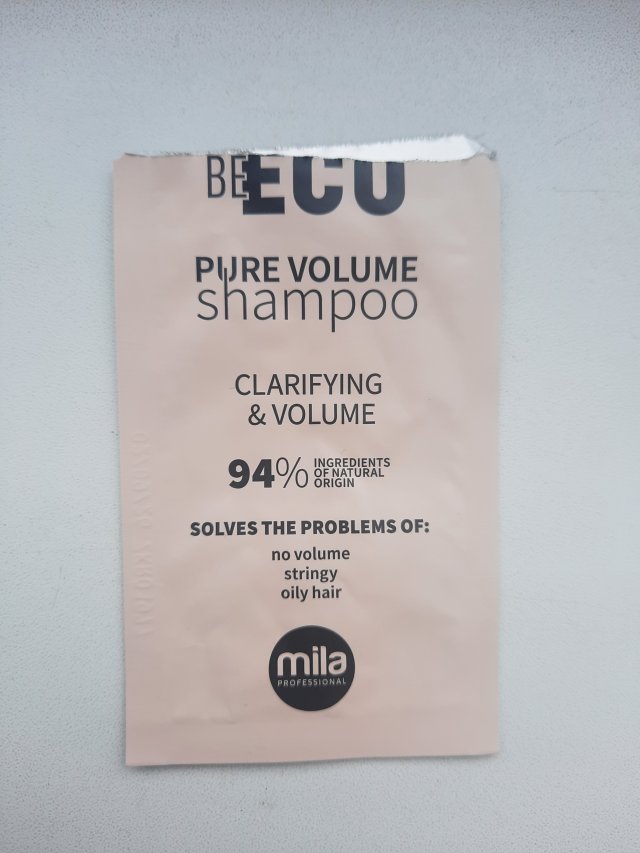 BE ECO
PURE VOLUME
shampoo
CLARIFYING
& VOLUME
94% INGREDIENTS
OF NATURAL
ORIGIN
SOLVES THE PROBLEMS OF:
no volume
stringy
oily hair
mila
PROFESSIONAL